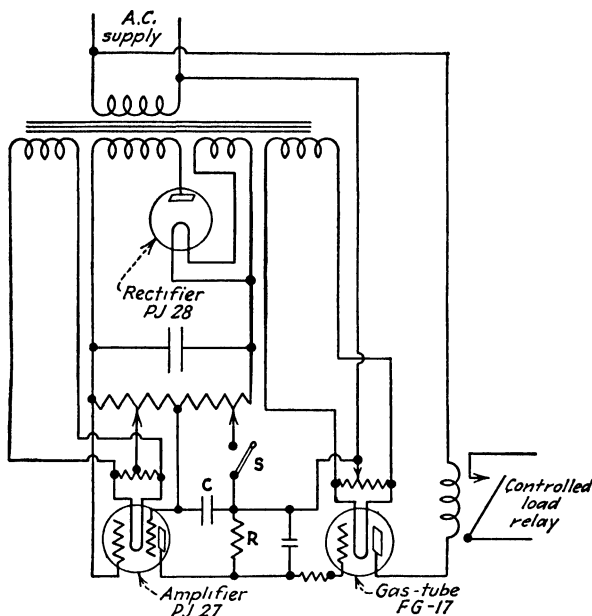 A.C.
supply
Rectifier
PJ 28
S
C
R
Controlled
load
relay
Amplifier
PJ 27
Gas-tube
FG-17